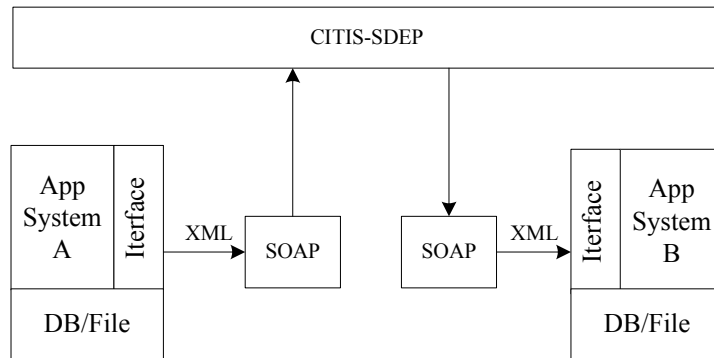 CITIS-SDEP
App
System
A
Iterface
XML
SOAP
SOAP
XML
Iterface
App
System
B
DB/File
DB/File